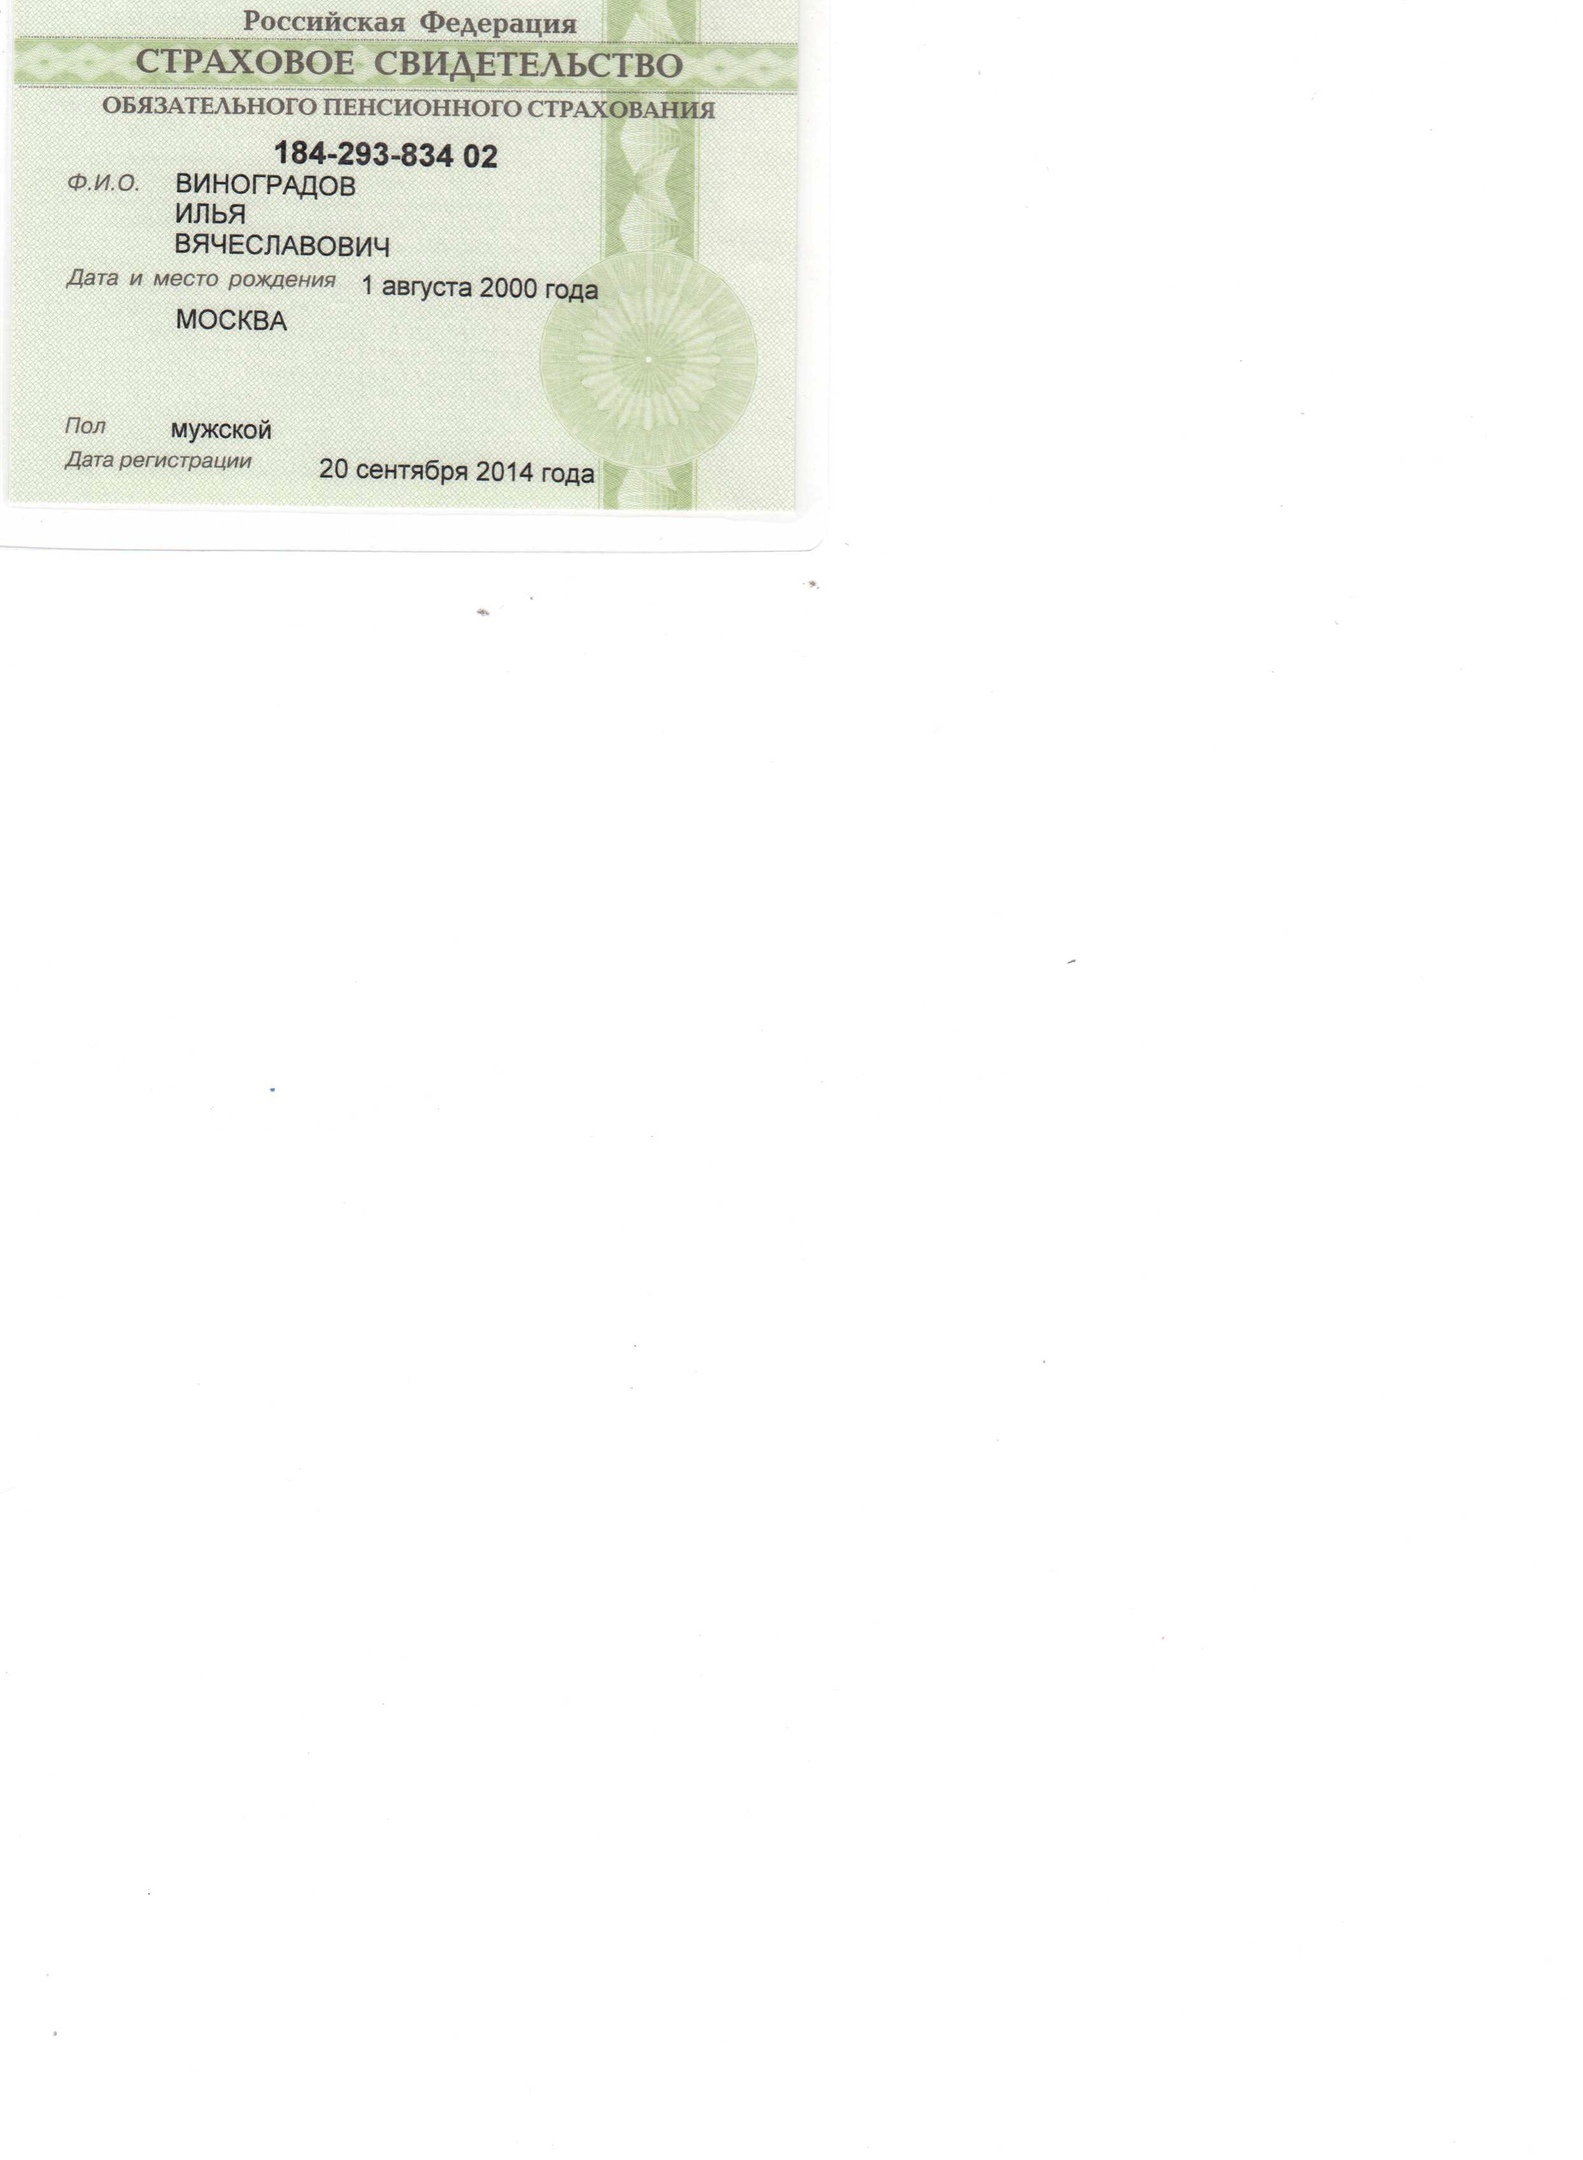 Российская Федерация
СТРАХОВОЕ СВИДЕТЕЛЬСТВО
ОБЯЗАТЕЛЬНОГО ПЕНСИОННОГО СТРАХОВАНИЯ
184-293-834 02
Ф.И.О. ВИНОГРАДОВ
ИЛЬЯ
ВЯЧЕСЛАВОВИЧ
Дата и место рождения 1 августа 2000 года
МОСКВА
Пол мужской
Дата регистрации 20 сентября 2014 года